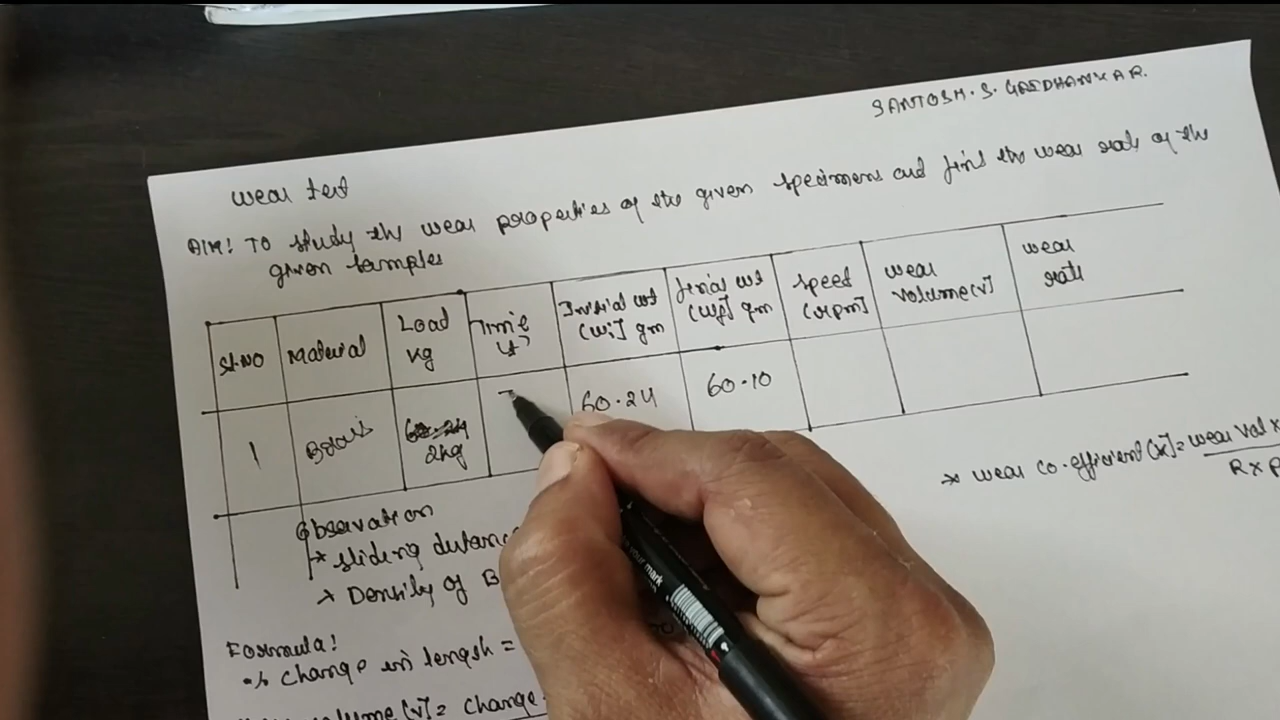 SANTOSH. S. GAEDHANKAR.
wear test
AIM! To study the wear properties of the given specimens and find the wear rate of the
given samples
Sl.NO Material Load kg Time Initial wt [wi] gm Final wt [wf] gm Speed [rpm] wear volume[v] wear rate
1 Brass 2kg 60.24 60.10
Observation
* sliding distance
* Density of B
* wear co-efficient [k] = wear vol x
R x P
Formula!
% change in length =
volume [v] = change
your mark